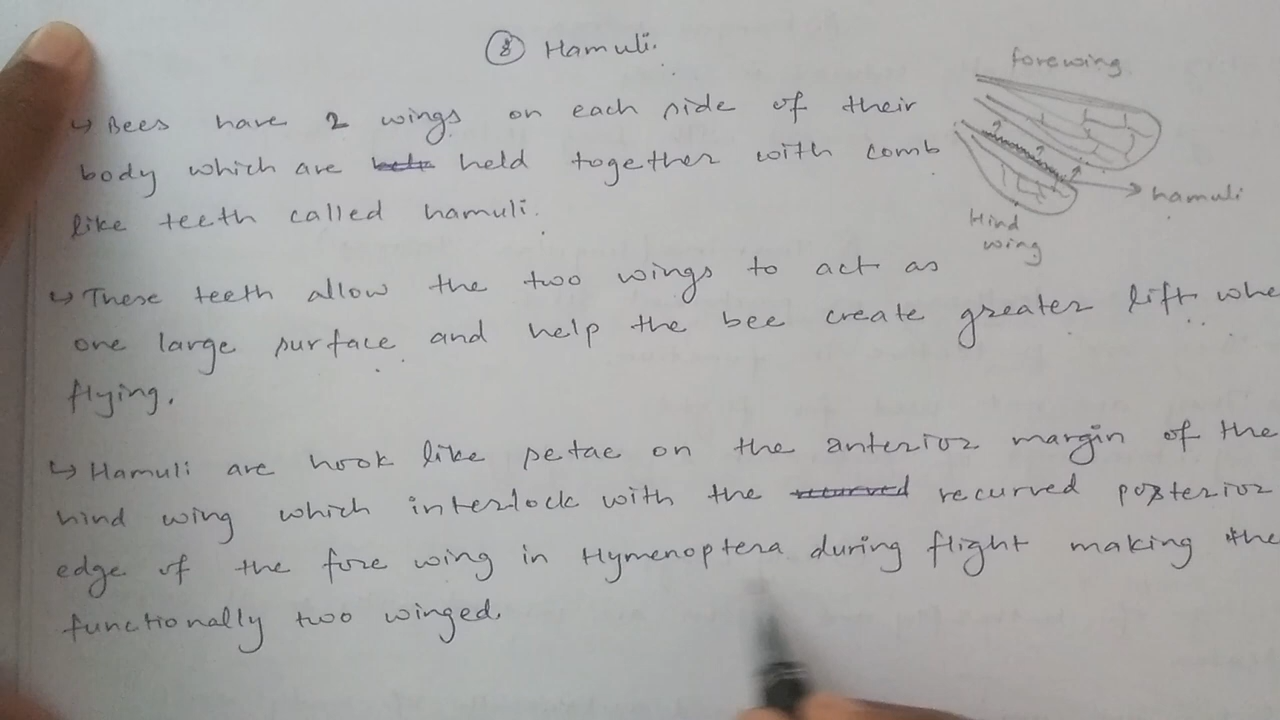 ⑧ Hamuli.
↳ Bees have 2 wings on each side of their
body which are held together with comb
like teeth called hamuli.
↳ These teeth allow the two wings to act as
one large surface and help the bee create greater lift whe
flying.
↳ Hamuli are hook like petae on the anterior margin of the
hind wing which interlock with the recurved recurved posterior
edge of the fore wing in Hymenoptera during flight making the
functionally two winged.
forewing
hamuli
Hind
wing